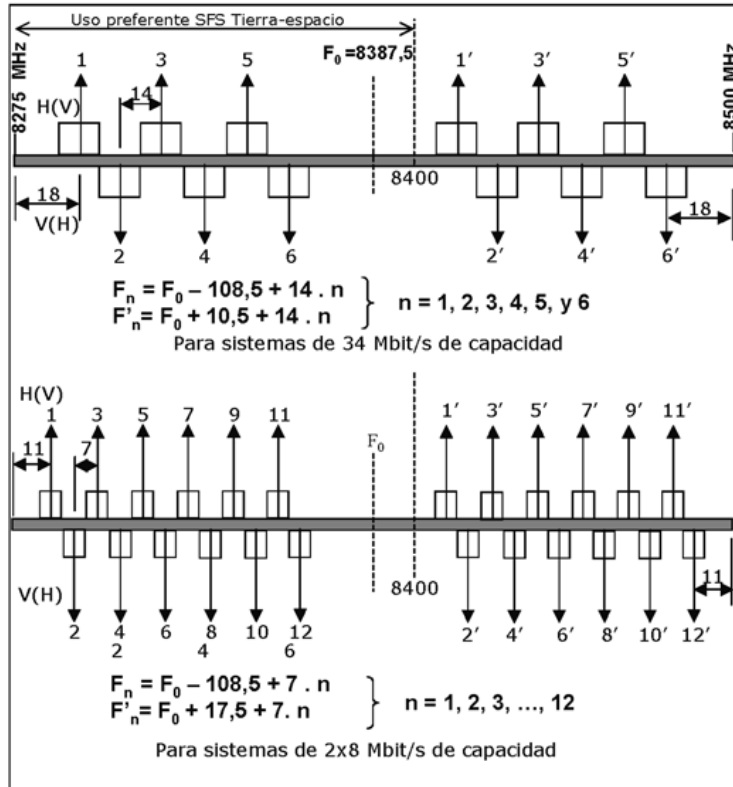 Uso preferente SFS Tierra-espacio
8275 MHz
F₀ =8387,5
8500 MHz
1 3 5 1′ 3′ 5′
14
H(V)
8400
18
18
V(H)
2 4 6 2′ 4′ 6′
Fₙ = F₀ – 108,5 + 14 . n
F'ₙ= F₀ + 10,5 + 14 . n
n = 1, 2, 3, 4, 5, y 6
Para sistemas de 34 Mbit/s de capacidad
H(V)
1 3 5 7 9 11 1′ 3′ 5′ 7′ 9′ 11′
F₀
11
7
8400
11
V(H)
2 4 6 8 10 12 2′ 4′ 6′ 8′ 10′ 12′
2 4 6
Fₙ = F₀ – 108,5 + 7 . n
F'ₙ= F₀ + 17,5 + 7. n
n = 1, 2, 3, …, 12
Para sistemas de 2x8 Mbit/s de capacidad